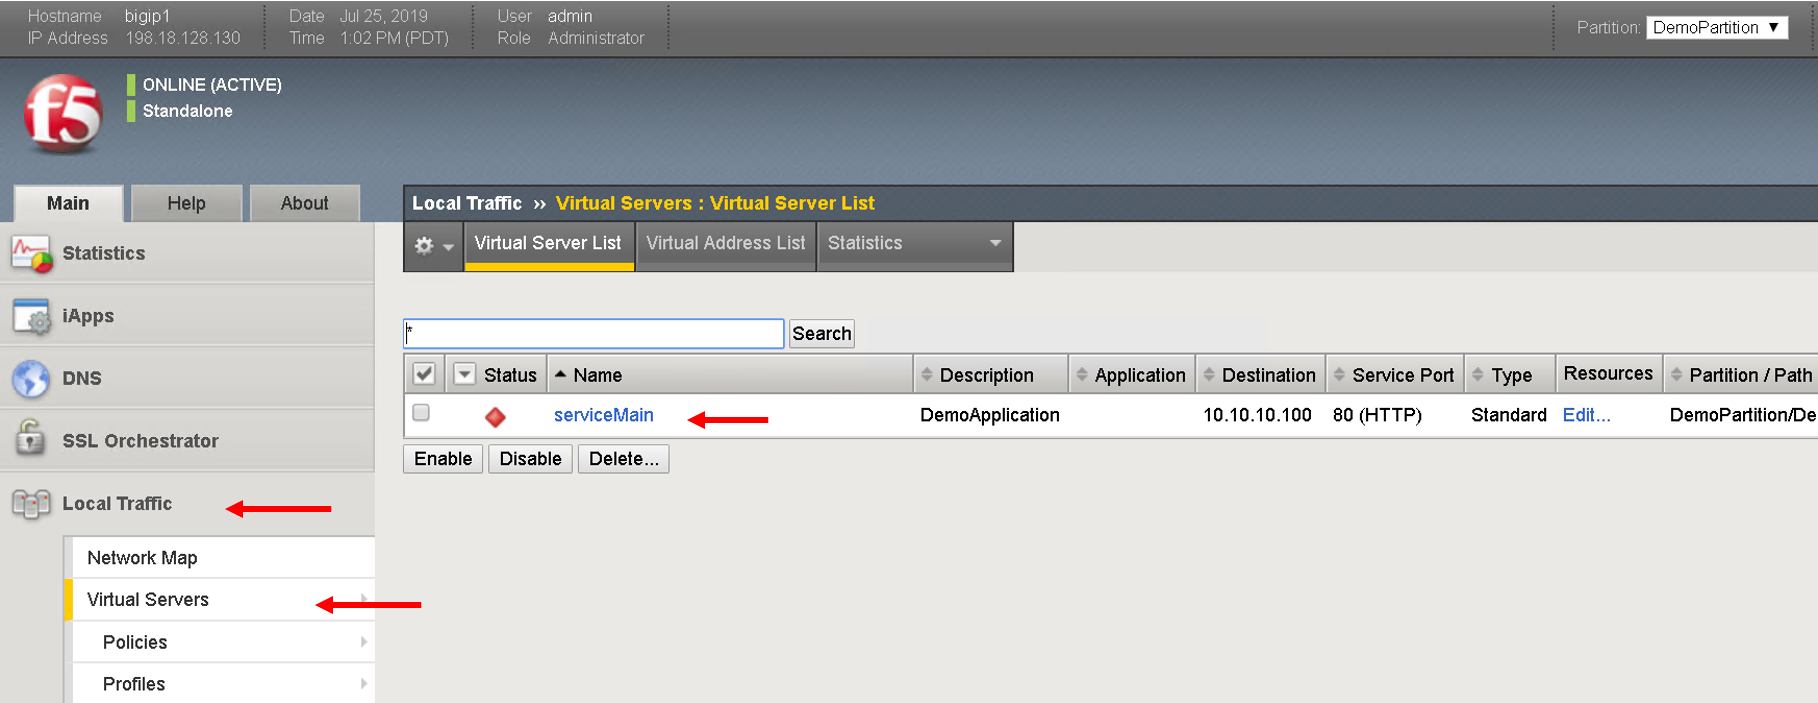 Hostname bigip1 Date Jul 25, 2019 User admin
IP Address 198.18.128.130 Time 1:02 PM (PDT) Role Administrator
Partition: DemoPartition
f5
ONLINE (ACTIVE)
Standalone
Main Help About
Local Traffic ›› Virtual Servers : Virtual Server List
Virtual Server List Virtual Address List Statistics
Statistics
iApps
DNS
SSL Orchestrator
Local Traffic
Network Map
Virtual Servers
Policies
Profiles
* Search
Status Name Description Application Destination Service Port Type Resources Partition / Path
serviceMain DemoApplication 10.10.10.100 80 (HTTP) Standard Edit... DemoPartition/De
Enable Disable Delete...